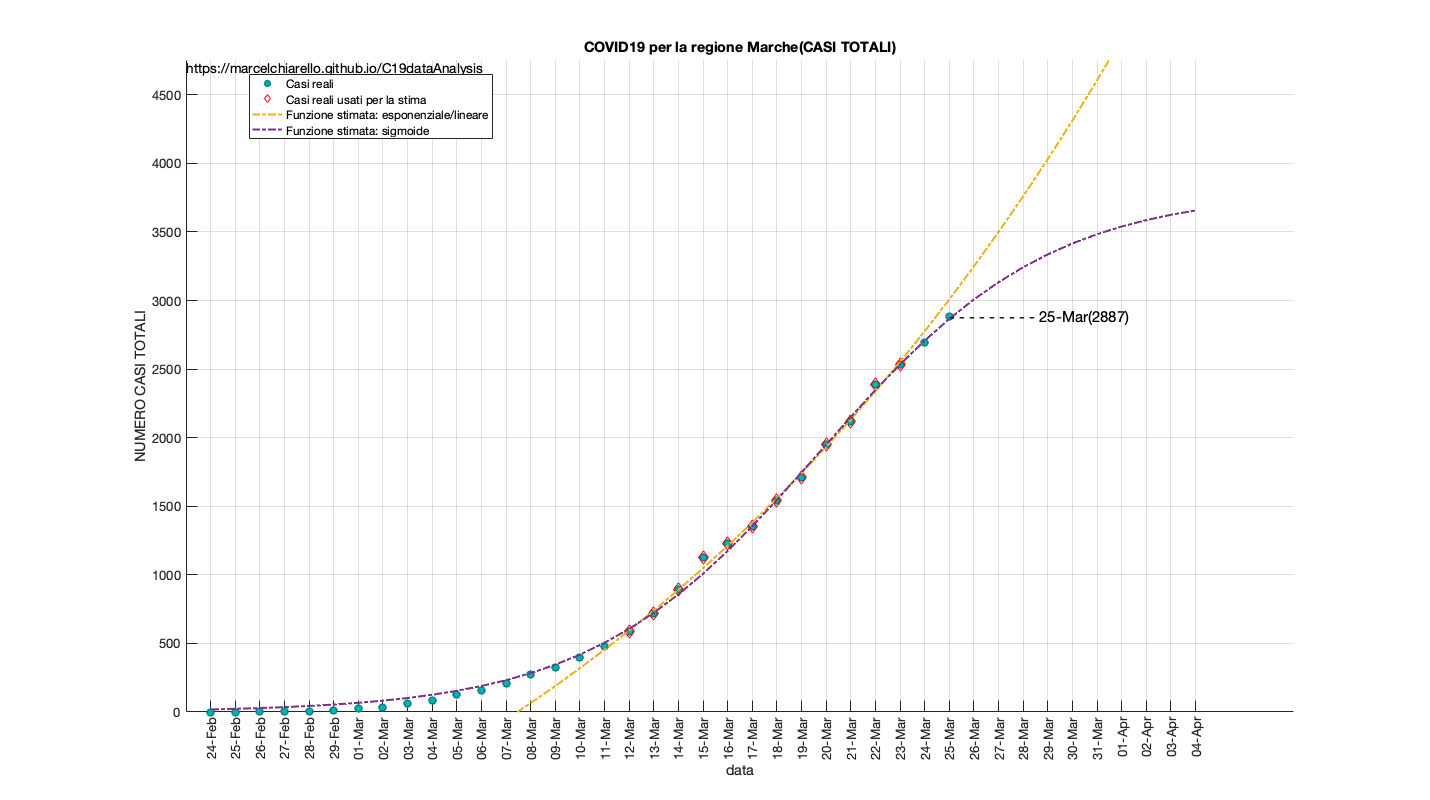 COVID19 per la regione Marche(CASI TOTALI)
https://marcelchiarello.github.io/C19dataAnalysis
Casi reali
Casi reali usati per la stima
Funzione stimata: esponenziale/lineare
Funzione stimata: sigmoide
4500
4000
3500
3000
2500
2000
1500
1000
500
0
NUMERO CASI TOTALI
25-Mar(2887)
24-Feb
25-Feb
26-Feb
27-Feb
28-Feb
29-Feb
01-Mar
02-Mar
03-Mar
04-Mar
05-Mar
06-Mar
07-Mar
08-Mar
09-Mar
10-Mar
11-Mar
12-Mar
13-Mar
14-Mar
15-Mar
16-Mar
17-Mar
18-Mar
19-Mar
20-Mar
21-Mar
22-Mar
23-Mar
24-Mar
25-Mar
26-Mar
27-Mar
28-Mar
29-Mar
30-Mar
31-Mar
01-Apr
02-Apr
03-Apr
04-Apr
data